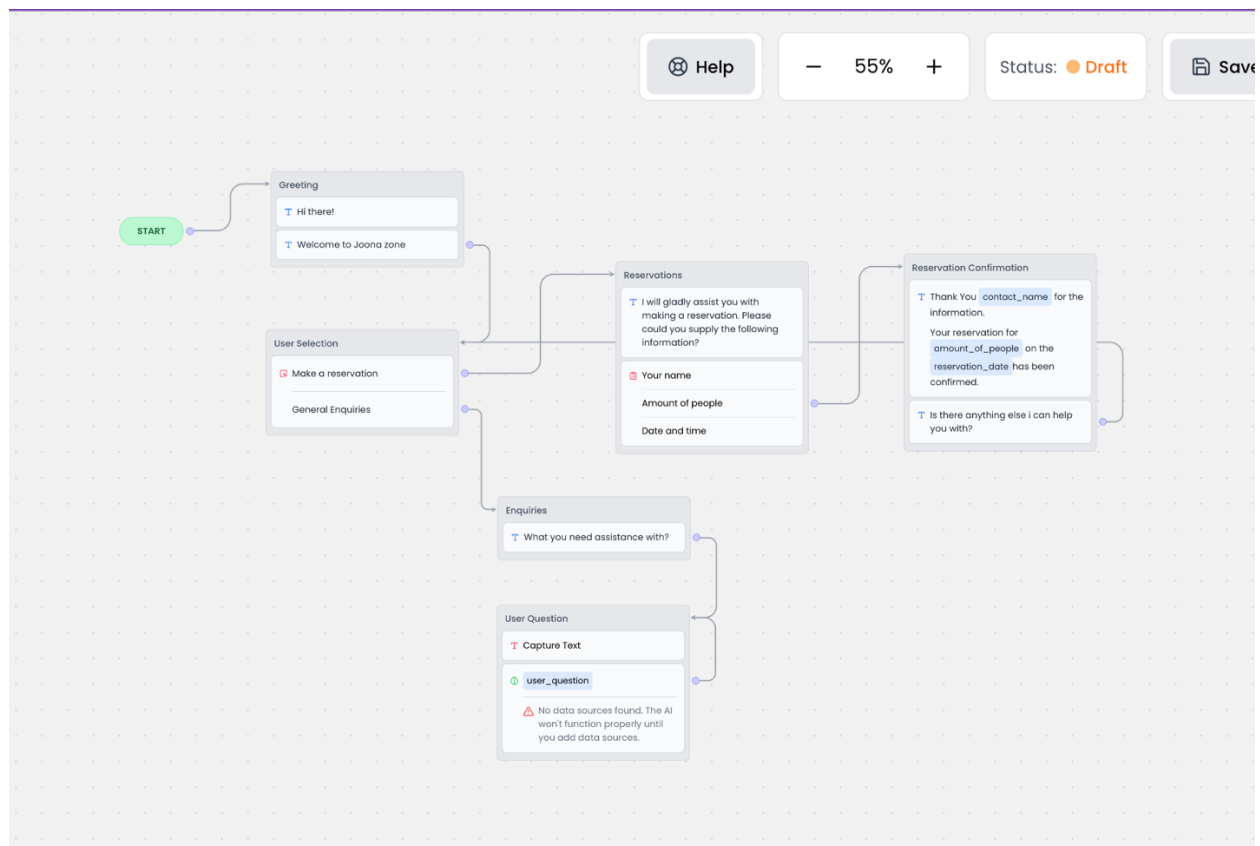 Help
55%
Status: Draft
START
Greeting
Hi there!
Welcome to Joona zone
User Selection
Make a reservation
General Enquiries
Reservations
I will gladly assist you with
making a reservation. Please
could you supply the following
information?
Your name
Amount of people
Date and time
Reservation Confirmation
Thank You contact_name for the
information.
Your reservation for
amount_of_people on the
reservation_date has been
confirmed.
Is there anything else i can help
you with?
Enquiries
What you need assistance with?
User Question
Capture Text
user_question
No data sources found. The AI
won't function properly until
you add data sources.